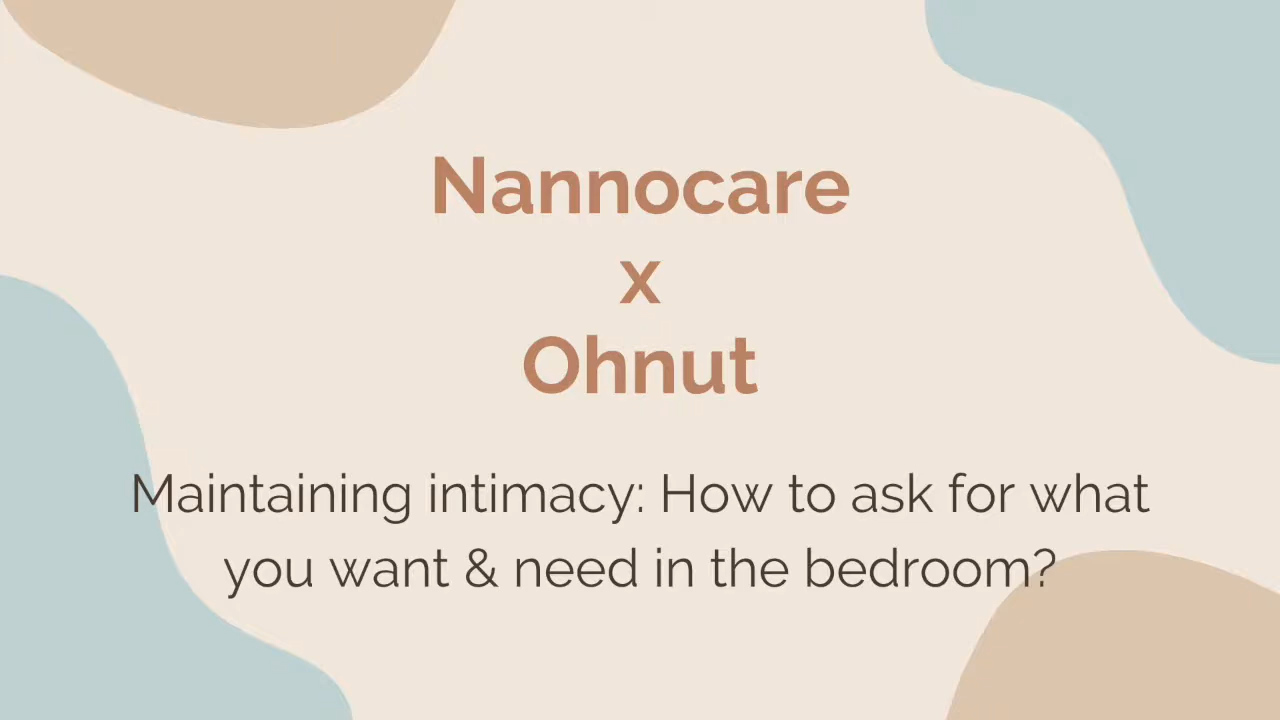 Nannocare
x
Ohnut
Maintaining intimacy: How to ask for what
you want & need in the bedroom?